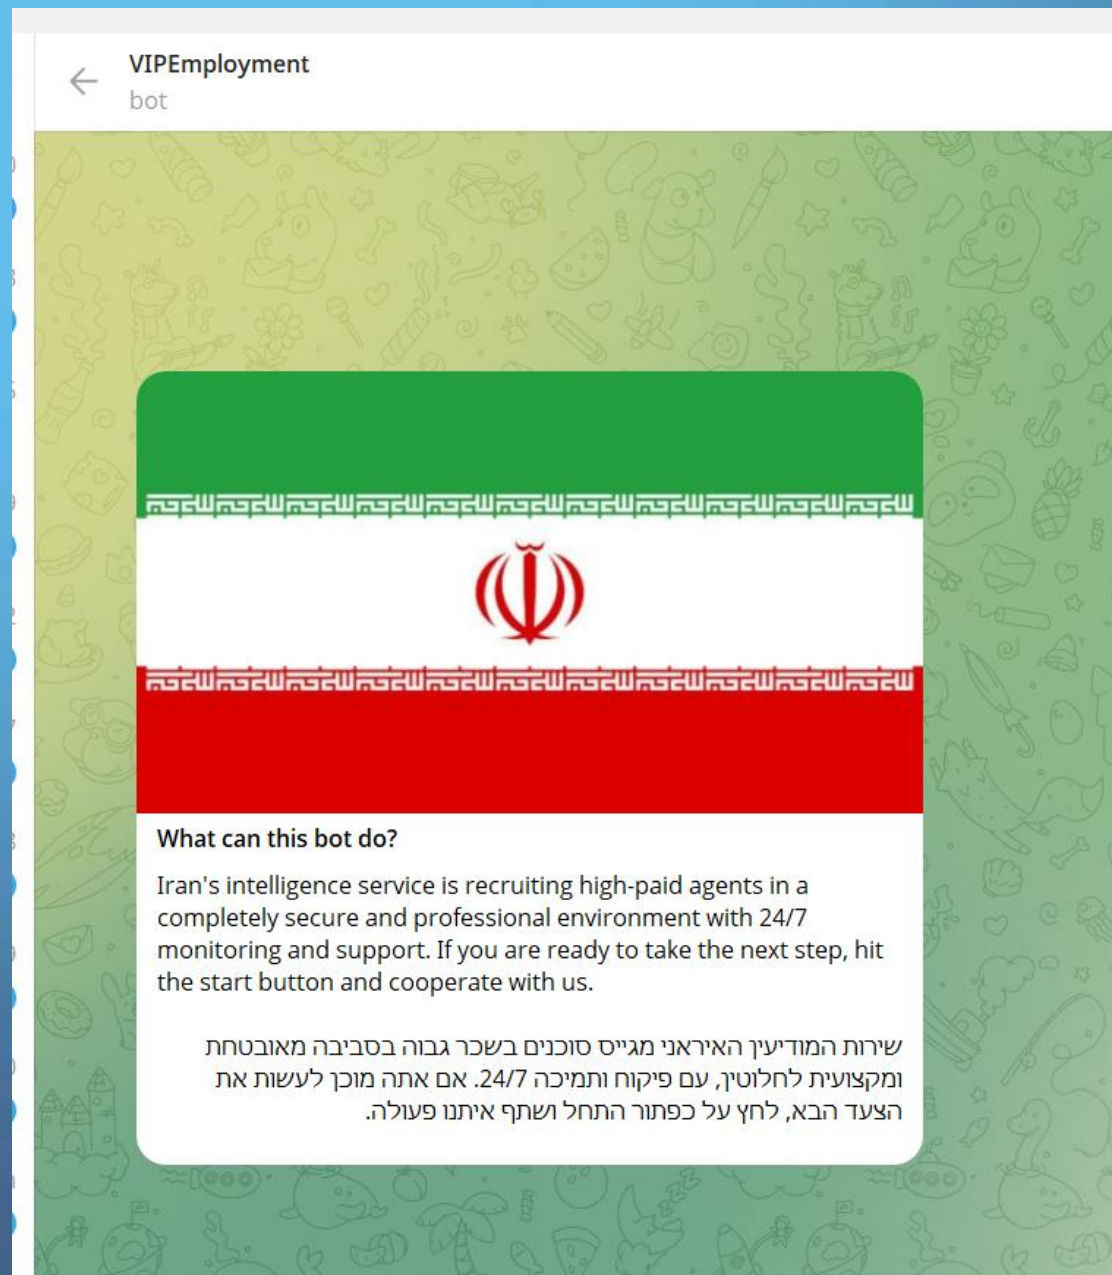 VIPEmployment
bot
What can this bot do?
Iran's intelligence service is recruiting high-paid agents in a
completely secure and professional environment with 24/7
monitoring and support. If you are ready to take the next step, hit
the start button and cooperate with us.
שירות המודיעין האיראני מגייס סוכנים בשכר גבוה בסביבה מאובטחת
ומקצועית לחלוטין, עם פיקוח ותמיכה 24/7. אם אתה מוכן לעשות את
הצעד הבא, לחץ על כפתור התחל ושתף איתנו פעולה.